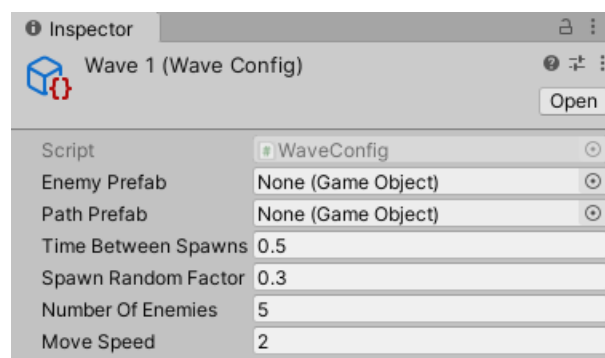 Inspector
Wave 1 (Wave Config)
Open
Script WaveConfig
Enemy Prefab None (Game Object)
Path Prefab None (Game Object)
Time Between Spawns 0.5
Spawn Random Factor 0.3
Number Of Enemies 5
Move Speed 2